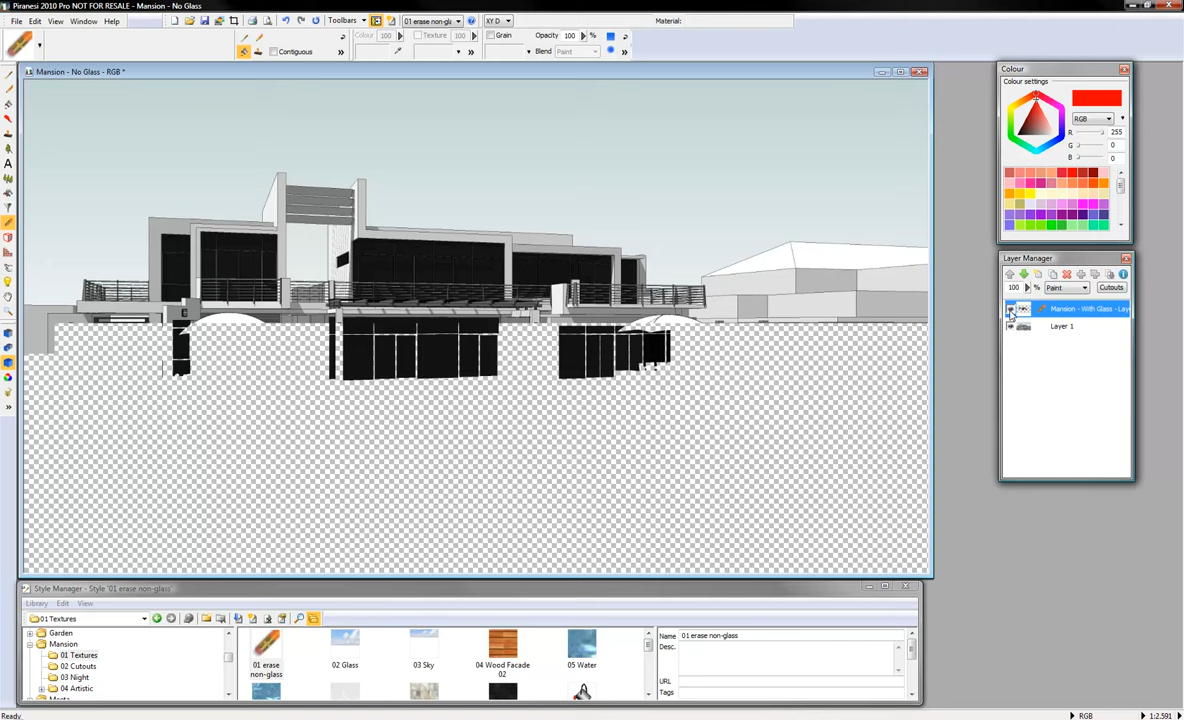 Piranesi 2010 Pro NOT FOR RESALE - Mansion - No Glass
File Edit View Window Help
Toolbars
01 erase non-gl
XY D
Material:
Colour 100
Texture 100
Grain
Opacity 100 %
Contiguous
Blend Paint
Mansion - No Glass - RGB *
Colour
Colour settings
RGB
R 255
G 0
B 0
Layer Manager
100 % Paint Cutouts
Mansion - With Glass - Lay
Layer 1
Style Manager - Style '01 erase non-glass'
Library Edit View
01 Textures
Garden
Mansion
01 Textures
02 Cutouts
03 Night
04 Artistic
01 erase non-glass
02 Glass
03 Sky
04 Wood Facade 02
05 Water
Name 01 erase non-glass
Desc.
URL
Tags
Ready
RGB
1:2.591